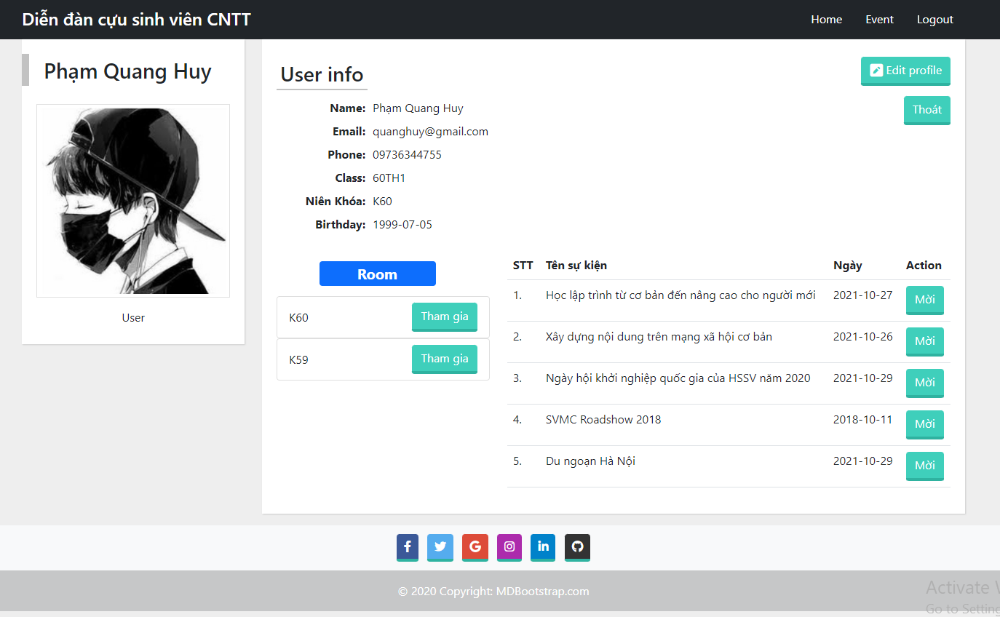 Diễn đàn cựu sinh viên CNTT
Home Event Logout
Phạm Quang Huy
User
User info
Edit profile
Thoát
Name: Phạm Quang Huy
Email: quanghuy@gmail.com
Phone: 09736344755
Class: 60TH1
Niên Khóa: K60
Birthday: 1999-07-05
Room
K60 Tham gia
K59 Tham gia
STT Tên sự kiện Ngày Action
1. Học lập trình từ cơ bản đến nâng cao cho người mới 2021-10-27 Mời
2. Xây dựng nội dung trên mạng xã hội cơ bản 2021-10-26 Mời
3. Ngày hội khởi nghiệp quốc gia của HSSV năm 2020 2021-10-29 Mời
4. SVMC Roadshow 2018 2018-10-11 Mời
5. Du ngoạn Hà Nội 2021-10-29 Mời
© 2020 Copyright: MDBootstrap.com
Activate
Go to Setting